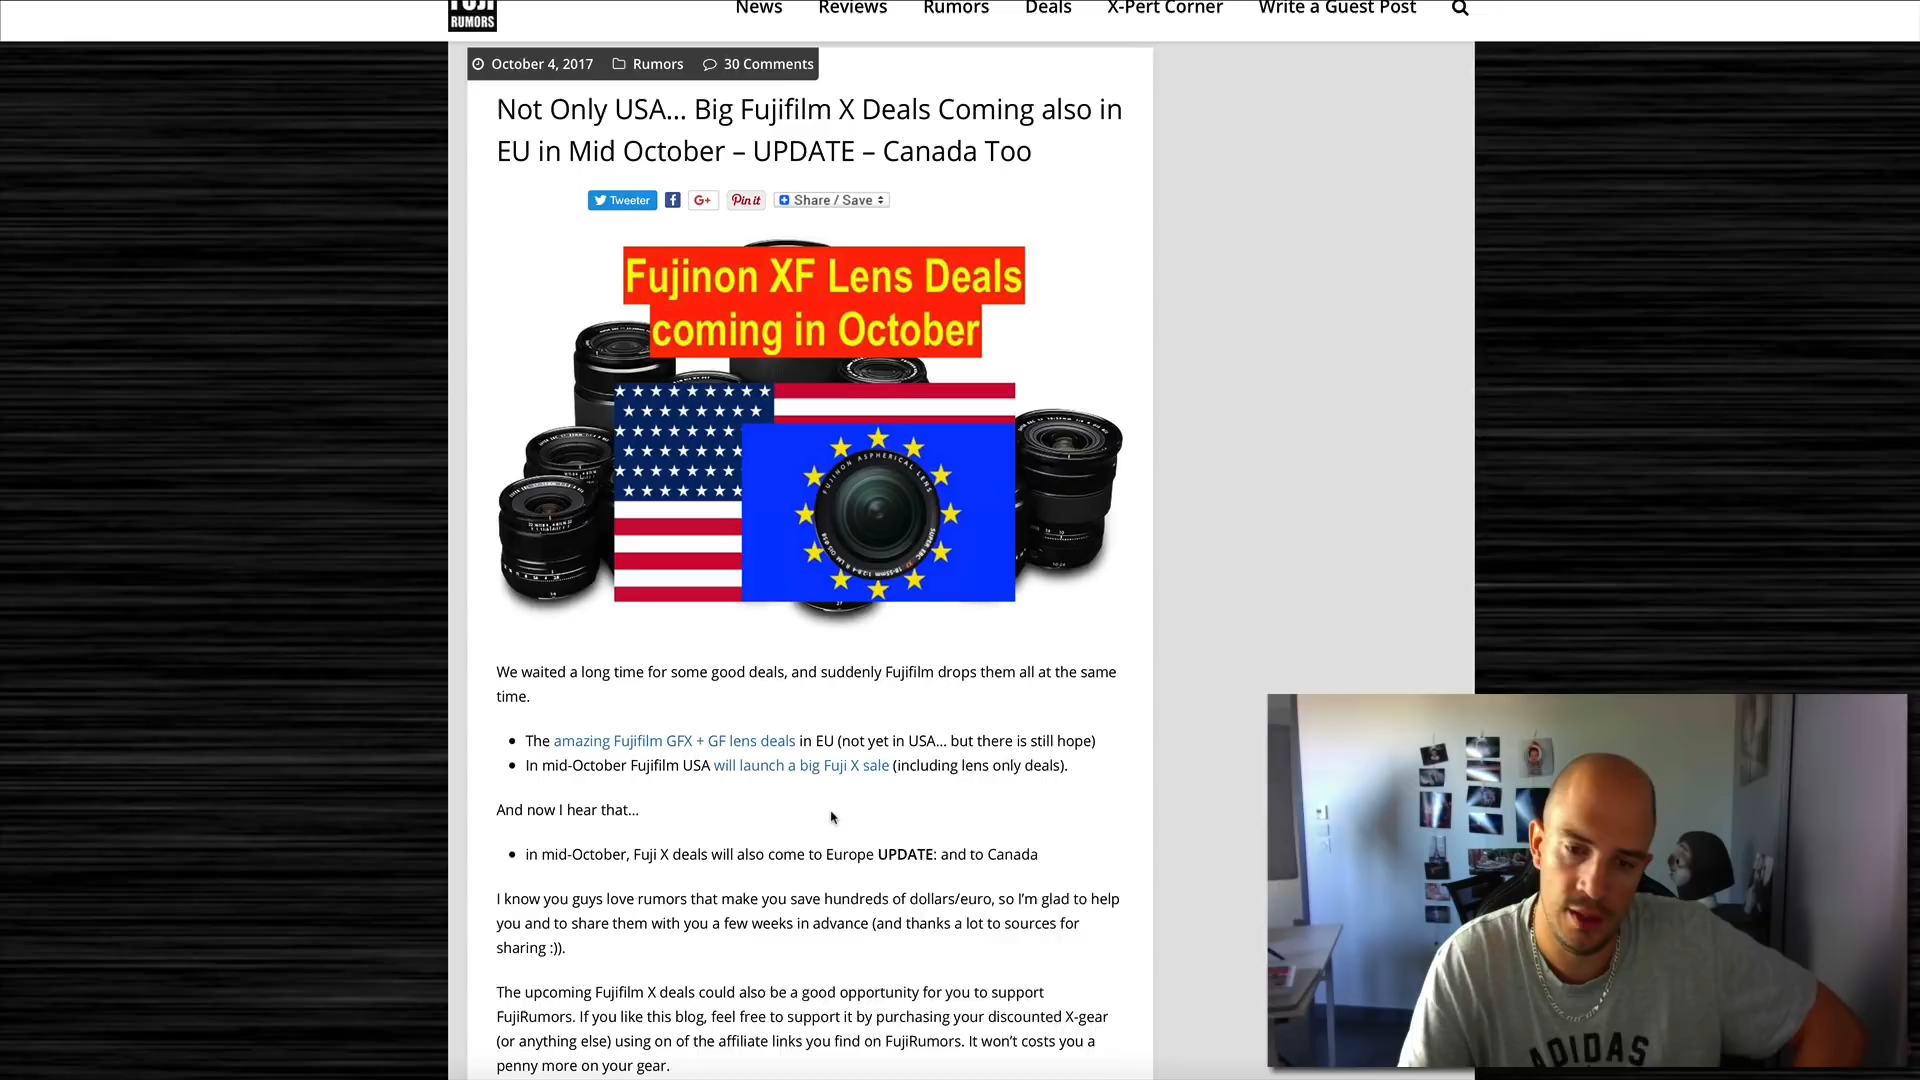 FUJI
RUMORS
News Reviews Rumors Deals X-Pert Corner Write a Guest Post
October 4, 2017 Rumors 30 Comments
Not Only USA... Big Fujifilm X Deals Coming also in
EU in Mid October – UPDATE – Canada Too
Tweeter f G+ Pin it Share / Save
Fujinon XF Lens Deals
coming in October
FUJINON ASPHERICAL LENS
We waited a long time for some good deals, and suddenly Fujifilm drops them all at the same
time.
The amazing Fujifilm GFX + GF lens deals in EU (not yet in USA... but there is still hope)
In mid-October Fujifilm USA will launch a big Fuji X sale (including lens only deals).
And now I hear that...
in mid-October, Fuji X deals will also come to Europe UPDATE: and to Canada
I know you guys love rumors that make you save hundreds of dollars/euro, so I'm glad to help
you and to share them with you a few weeks in advance (and thanks a lot to sources for
sharing :)).
The upcoming Fujifilm X deals could also be a good opportunity for you to support
FujiRumors. If you like this blog, feel free to support it by purchasing your discounted X-gear
(or anything else) using on of the affiliate links you find on FujiRumors. It won't costs you a
penny more on your gear.
ADIDAS